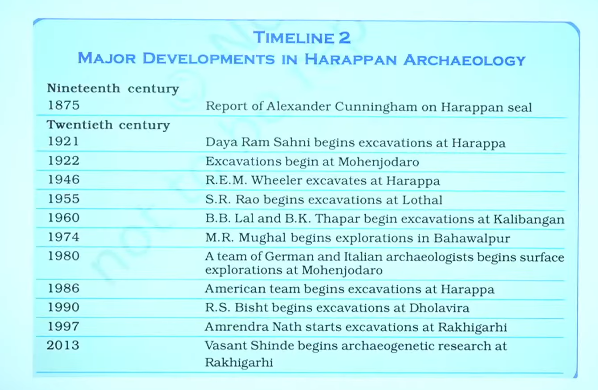 TIMELINE 2
MAJOR DEVELOPMENTS IN HARAPPAN ARCHAEOLOGY
Nineteenth century
1875 Report of Alexander Cunningham on Harappan seal
Twentieth century
1921 Daya Ram Sahni begins excavations at Harappa
1922 Excavations begin at Mohenjodaro
1946 R.E.M. Wheeler excavates at Harappa
1955 S.R. Rao begins excavations at Lothal
1960 B.B. Lal and B.K. Thapar begin excavations at Kalibangan
1974 M.R. Mughal begins explorations in Bahawalpur
1980 A team of German and Italian archaeologists begins surface
explorations at Mohenjodaro
1986 American team begins excavations at Harappa
1990 R.S. Bisht begins excavations at Dholavira
1997 Amrendra Nath starts excavations at Rakhigarhi
2013 Vasant Shinde begins archaeogenetic research at
Rakhigarhi